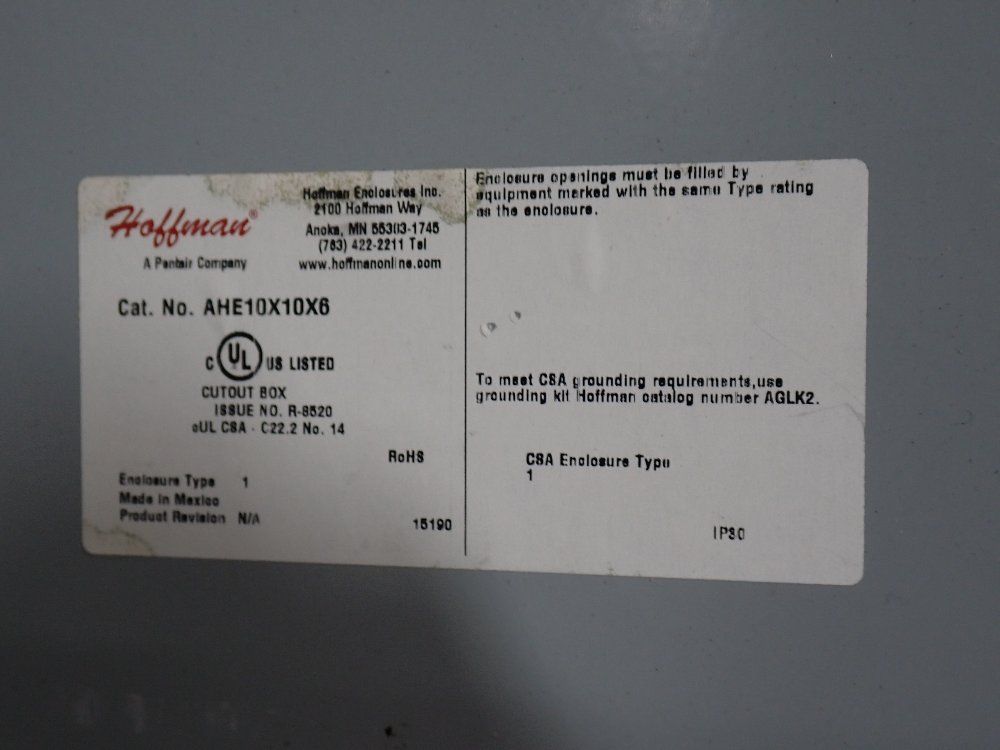 Hoffman®
A Pentair Company
Hoffman Enclosures Inc.
2100 Hoffman Way
Anoka, MN 55303-1745
(763) 422-2211 Tel
www.hoffmanonline.com
Cat. No. AHE10X10X6
C UL US LISTED
CUTOUT BOX
ISSUE NO. R-8520
cUL CSA - C22.2 No. 14
RoHS
Enclosure Type 1
Made in Mexico
Product Revision N/A
15190
Enclosure openings must be filled by
equipment marked with the same Type rating
as the enclosure.
To meet CSA grounding requirements,use
grounding kit Hoffman catalog number AGLK2.
CSA Enclosure Type
1
IP30